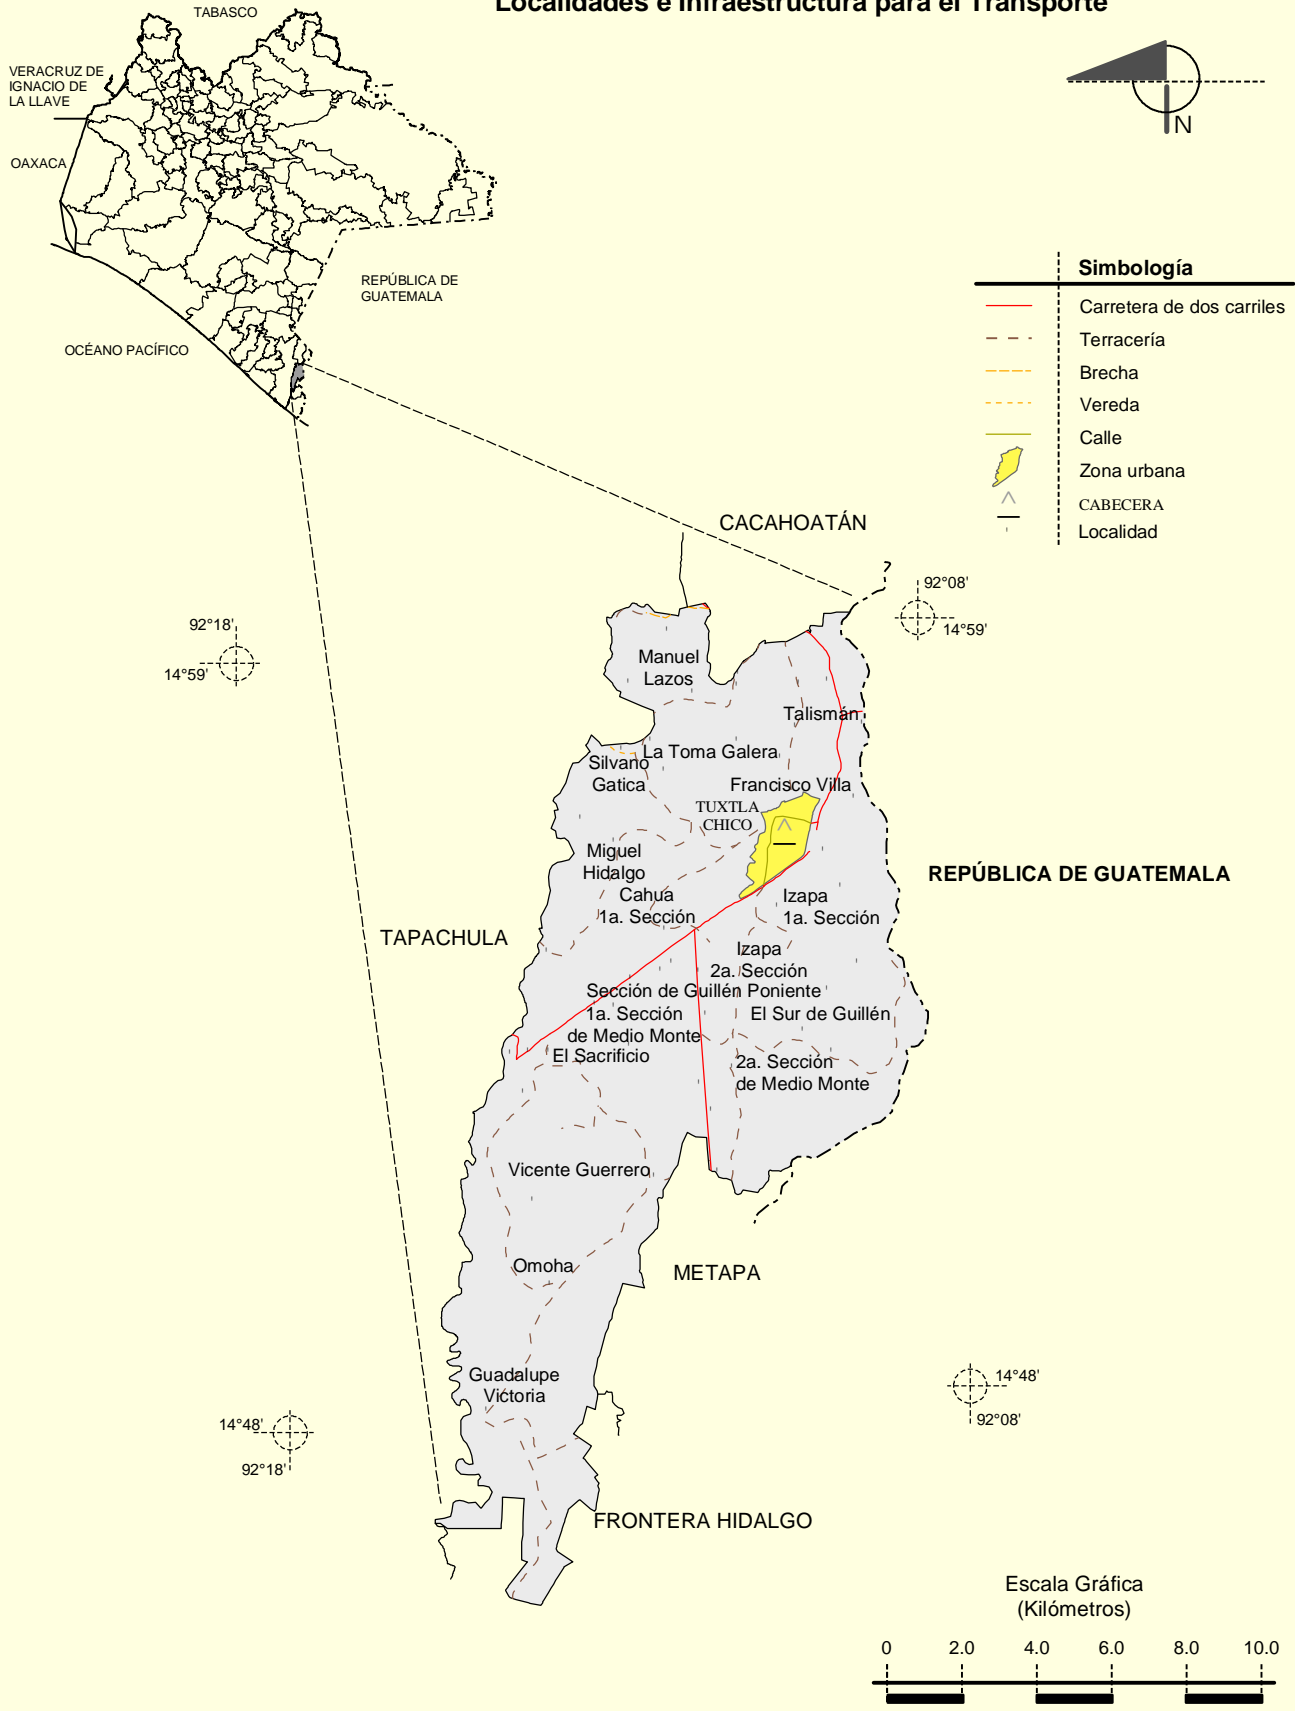 Localidades e Infraestructura para el Transporte
TABASCO
VERACRUZ DE
IGNACIO DE
LA LLAVE
OAXACA
REPÚBLICA DE
GUATEMALA
OCÉANO PACÍFICO
N
Simbología
Carretera de dos carriles
Terracería
Brecha
Vereda
Calle
Zona urbana
CABECERA
Localidad
CACAHOATÁN
92°08'
14°59'
92°18'
14°59'
Manuel
Lazos
Talismán
La Toma Galera
Silvano
Gatica
Francisco Villa
TUXTLA
CHICO
Miguel
Hidalgo
REPÚBLICA DE GUATEMALA
Cahua
1a. Sección
Izapa
1a. Sección
TAPACHULA
Izapa
2a. Sección
Sección de Guillén Poniente
1a. Sección
de Medio Monte
El Sur de Guillén
El Sacrificio
2a. Sección
de Medio Monte
Vicente Guerrero
Omoha
METAPA
Guadalupe
Victoria
14°48'
92°08'
14°48'
92°18'
FRONTERA HIDALGO
Escala Gráfica
(Kilómetros)
0 2.0 4.0 6.0 8.0 10.0